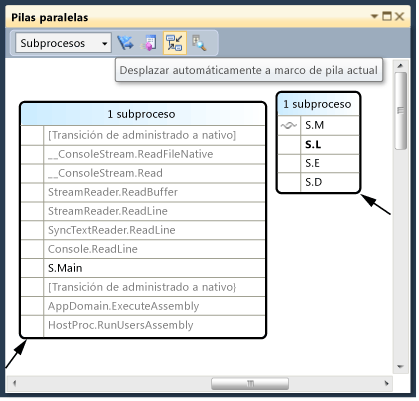 Pilas paralelas
Subprocesos
Desplazar automáticamente a marco de pila actual
1 subproceso
[Transición de administrado a nativo]
__ConsoleStream.ReadFileNative
__ConsoleStream.Read
StreamReader.ReadBuffer
StreamReader.ReadLine
SyncTextReader.ReadLine
Console.ReadLine
S.Main
[Transición de administrado a nativo)
AppDomain.ExecuteAssembly
HostProc.RunUsersAssembly
1 subproceso
S.M
S.L
S.E
S.D